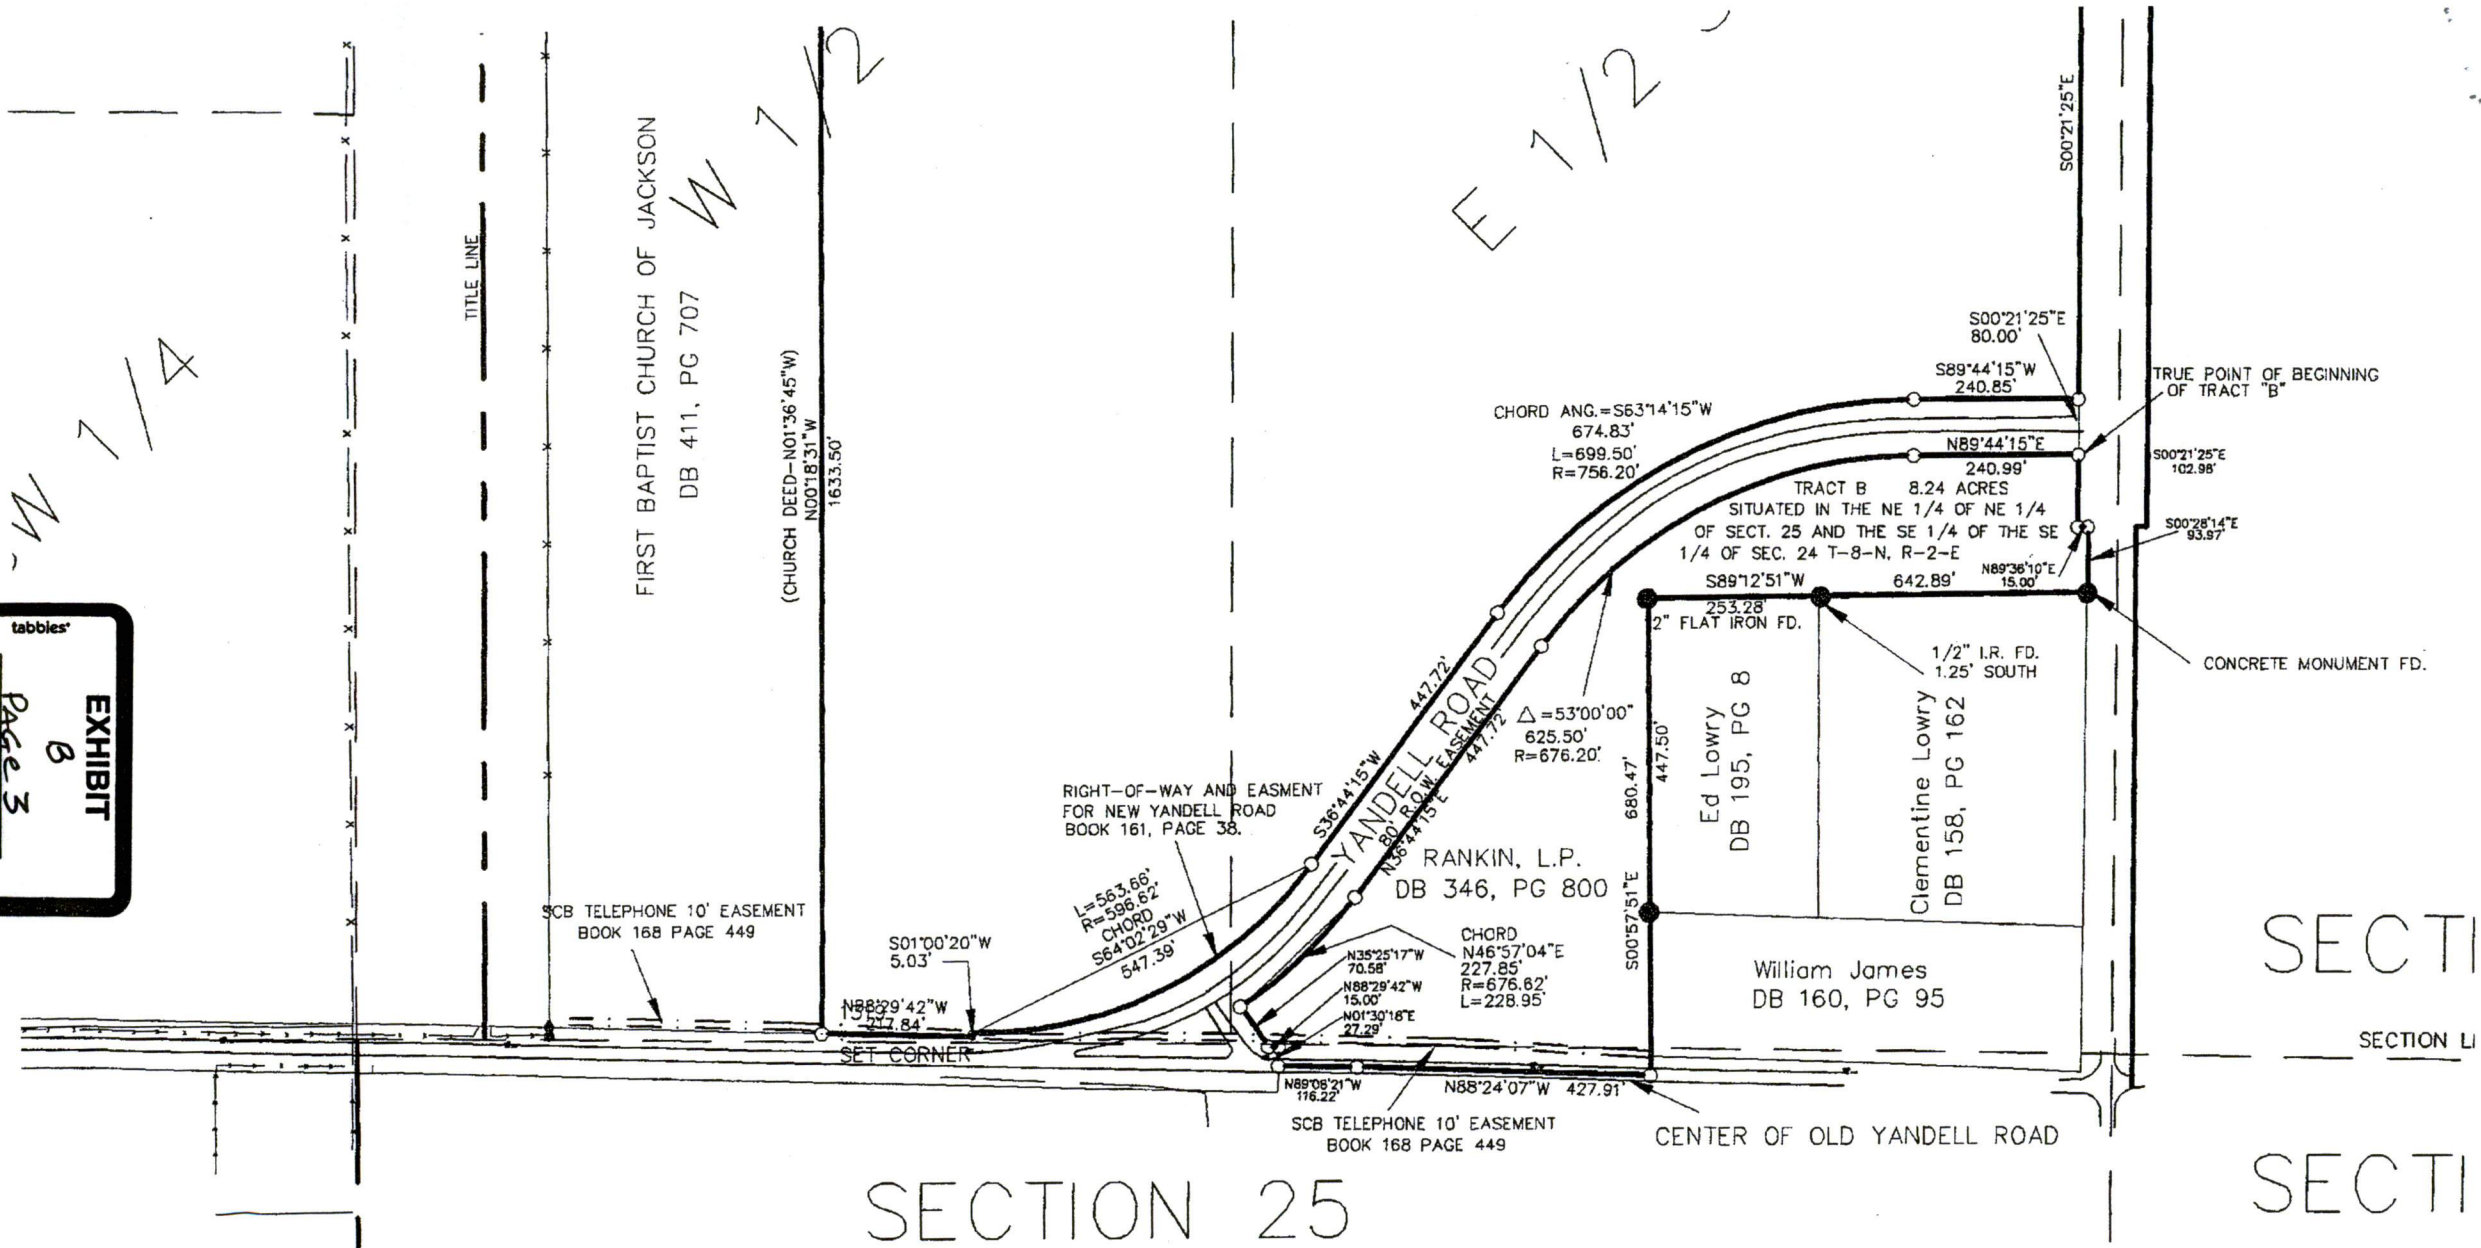 W 1/2
E 1/2
W 1/4
TITLE LINE
FIRST BAPTIST CHURCH OF JACKSON
DB 411, PG 707
(CHURCH DEED-N01°36'45"W)
N00°18'31"W
1633.50'
tabbies'
EXHIBIT
B
PAGE 3
S00°21'25"E
S00°21'25"E
80.00'
S89°44'15"W
240.85'
TRUE POINT OF BEGINNING
OF TRACT "B"
CHORD ANG.=S63°14'15"W
674.83'
L=699.50'
R=756.20'
N89°44'15"E
240.99'
S00°21'25"E
102.98'
TRACT B 8.24 ACRES
SITUATED IN THE NE 1/4 OF NE 1/4
OF SECT. 25 AND THE SE 1/4 OF THE SE
1/4 OF SEC. 24 T-8-N, R-2-E
S00°28'14"E
93.97'
N89°36'10"E
15.00'
S89°12'51"W
642.89'
253.28'
2" FLAT IRON FD.
1/2" I.R. FD.
1.25' SOUTH
CONCRETE MONUMENT FD.
447.72'
S36°44'15"W
YANDELL ROAD
80' R.O.W. EASEMENT
N36°44'15"E
447.72'
△=53°00'00"
625.50'
R=676.20'
680.47'
447.50'
S00°57'51"E
Ed Lowry
DB 195, PG 8
Clementine Lowry
DB 158, PG 162
RIGHT-OF-WAY AND EASMENT
FOR NEW YANDELL ROAD
BOOK 161, PAGE 38.
RANKIN, L.P.
DB 346, PG 800
L=563.66'
R=596.62'
CHORD
S64°02'29"W
547.39'
SCB TELEPHONE 10' EASEMENT
BOOK 168 PAGE 449
S01°00'20"W
5.03'
CHORD
N46°57'04"E
227.85'
R=676.62'
L=228.95'
N35°25'17"W
70.58'
N88°29'42"W
15.00'
N01°30'18"E
27.29'
William James
DB 160, PG 95
SECTI
N88°29'42"W
217.84'
SET CORNER
SECTION LI
N89°08'21"W
116.22'
N88°24'07"W 427.91'
SCB TELEPHONE 10' EASEMENT
BOOK 168 PAGE 449
CENTER OF OLD YANDELL ROAD
SECTION 25
SECTI